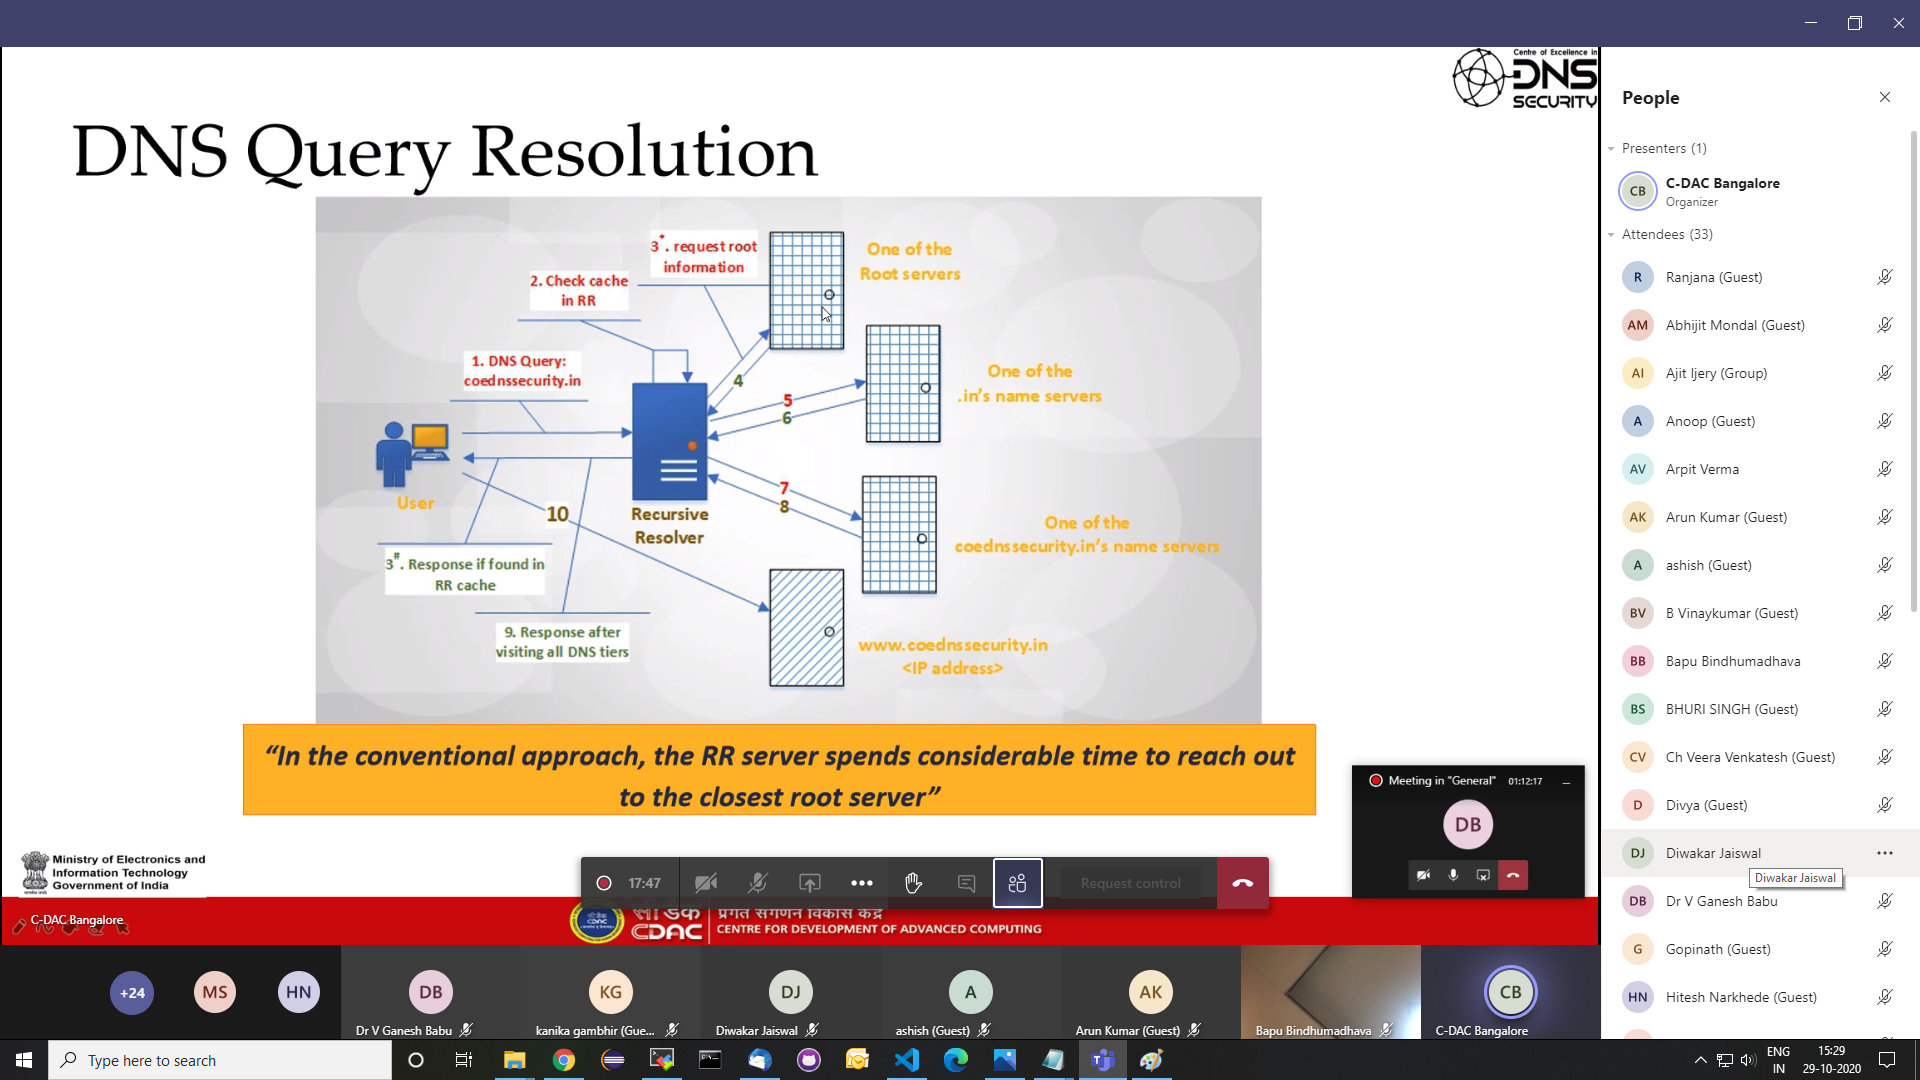 Centre of Excellence in
DNS
SECURITY
DNS Query Resolution
3*. request root
information
One of the
Root servers
2. Check cache
in RR
1. DNS Query:
coednssecurity.in
4
5
6
One of the
.in's name servers
User
10
Recursive
Resolver
7
8
One of the
coednssecurity.in's name servers
3#. Response if found in
RR cache
9. Response after
visiting all DNS tiers
www.coednssecurity.in
<IP address>
“In the conventional approach, the RR server spends considerable time to reach out
to the closest root server”
Ministry of Electronics and
Information Technology
Government of India
Meeting in "General" 01:12:17
DB
17:47
Request control
C-DAC Bangalore
सी डैक
CDAC
प्रगत संगणन विकास केंद्र
CENTRE FOR DEVELOPMENT OF ADVANCED COMPUTING
People
Presenters (1)
CB
C-DAC Bangalore
Organizer
Attendees (33)
R Ranjana (Guest)
AM Abhijit Mondal (Guest)
AI Ajit Ijery (Group)
A Anoop (Guest)
AV Arpit Verma
AK Arun Kumar (Guest)
A ashish (Guest)
BV B Vinaykumar (Guest)
BB Bapu Bindhumadhava
BS BHURI SINGH (Guest)
CV Ch Veera Venkatesh (Guest)
D Divya (Guest)
DJ Diwakar Jaiswal
Diwakar Jaiswal
DB Dr V Ganesh Babu
G Gopinath (Guest)
HN Hitesh Narkhede (Guest)
+24
MS
HN
DB
Dr V Ganesh Babu
KG
kanika gambhir (Gue...
DJ
Diwakar Jaiswal
A
ashish (Guest)
AK
Arun Kumar (Guest)
Bapu Bindhumadhava
CB
C-DAC Bangalore
Type here to search
ENG
IN
15:29
29-10-2020